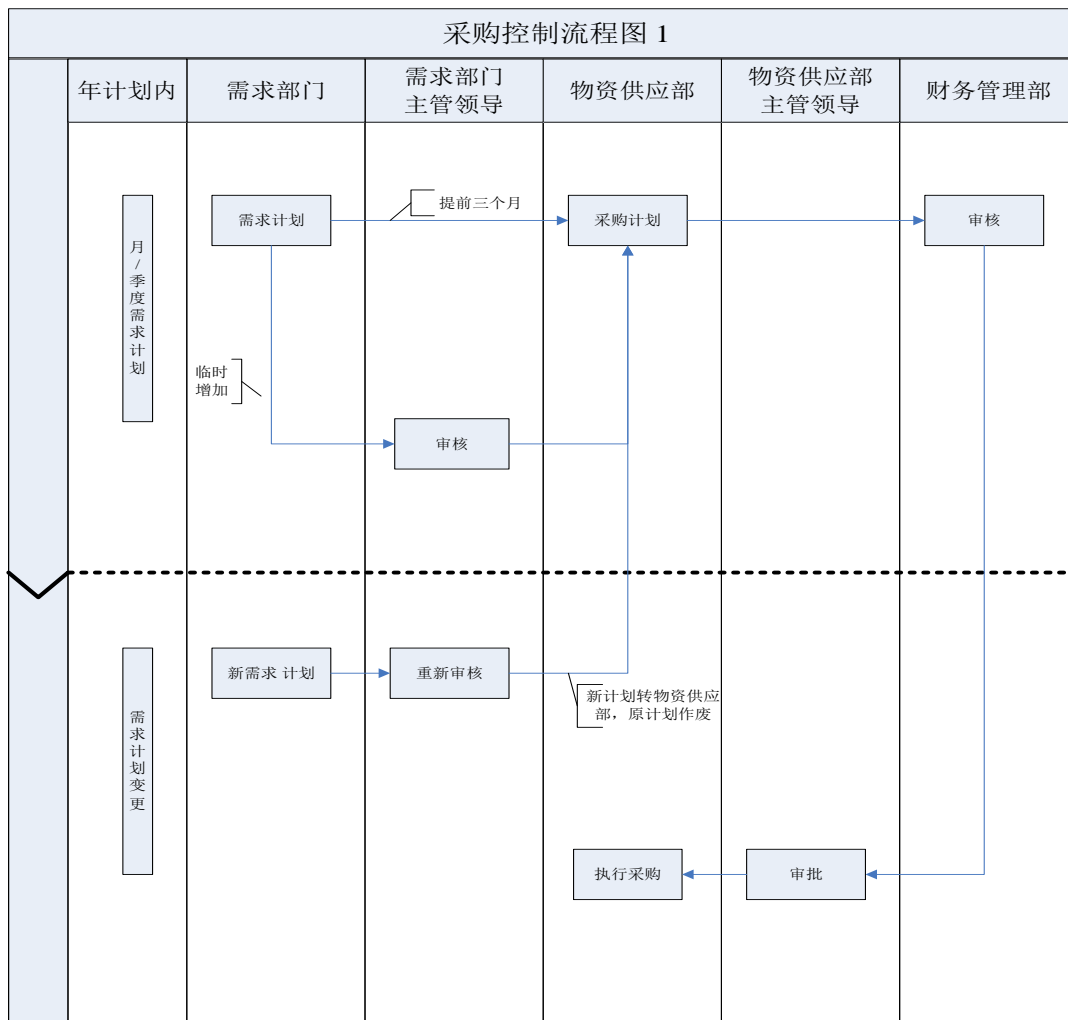 采购控制流程图 1
年计划内
需求部门
需求部门
主管领导
物资供应部
物资供应部
主管领导
财务管理部
月/季度需求计划
需求计划
提前三个月
采购计划
审核
临时
增加
审核
需求计划变更
新需求 计划
重新审核
新计划转物资供应
部，原计划作废
执行采购
审批